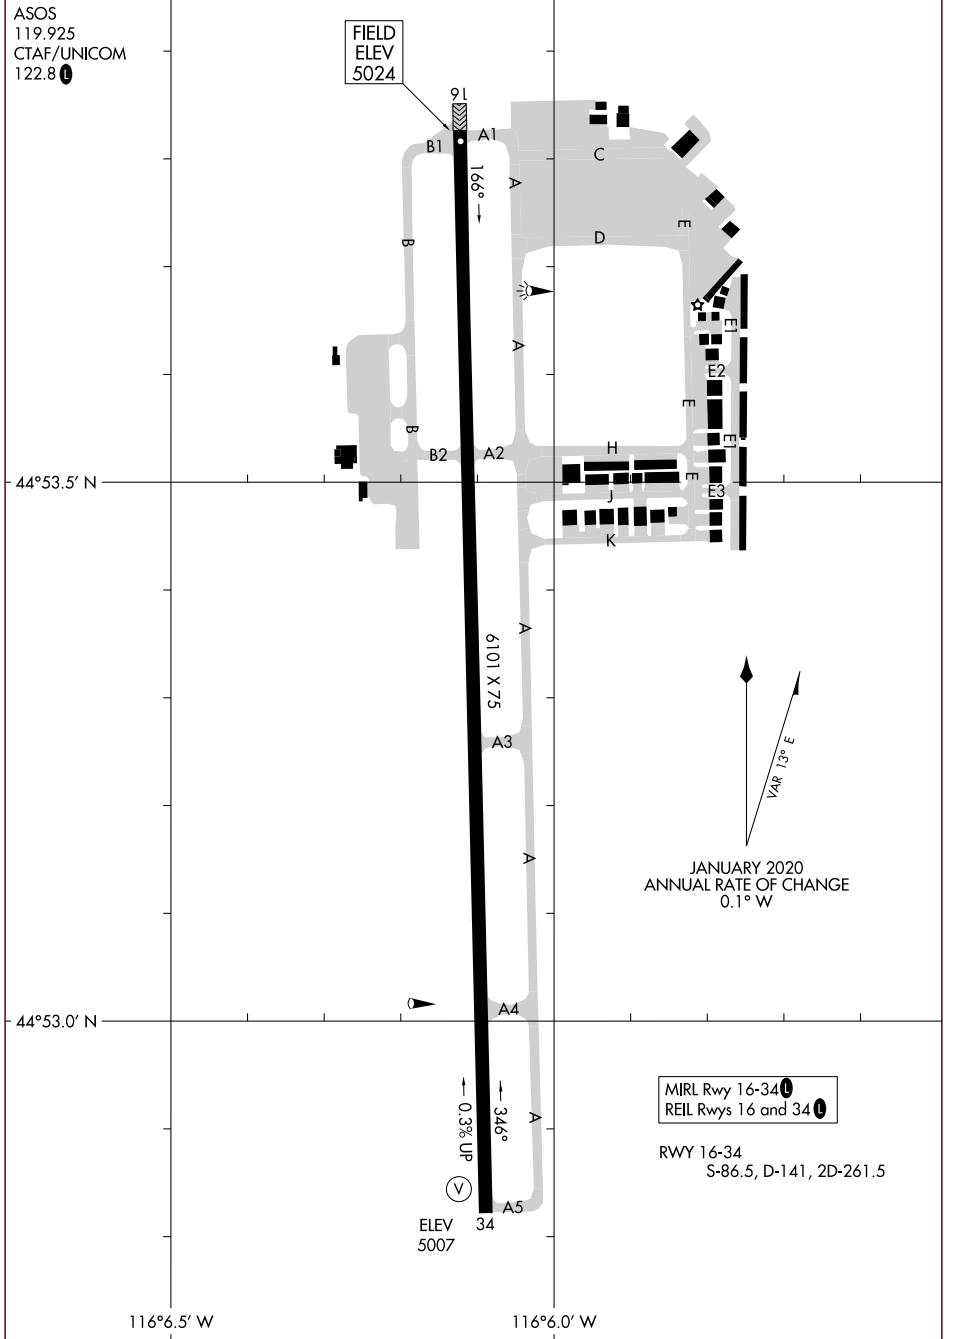 ASOS
119.925
CTAF/UNICOM
122.8 L
FIELD
ELEV
5024
16
A1
B1
C
166°
A
E
B
D
A
E1
E2
E
B
E1
H
B2
A2
44°53.5' N
E
E3
J
K
A
6101 X 75
A3
VAR 13° E
A
JANUARY 2020
ANNUAL RATE OF CHANGE
0.1° W
A4
44°53.0' N
MIRL Rwy 16-34 L
REIL Rwys 16 and 34 L
0.3% UP
346°
A
RWY 16-34
S-86.5, D-141, 2D-261.5
V
A5
ELEV
5007
34
116°6.5' W
116°6.0' W